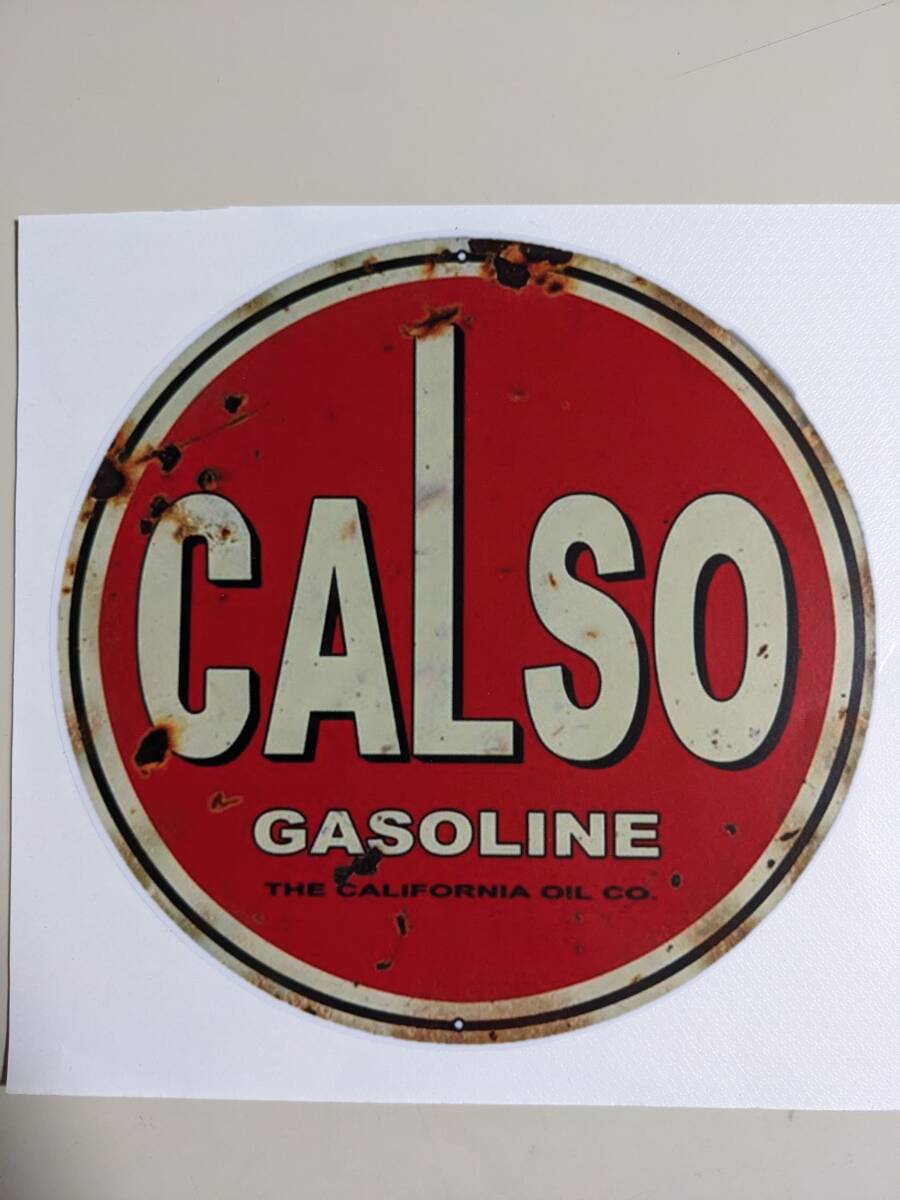 CALSO
GASOLINE
THE CALIFORNIA OIL CO.